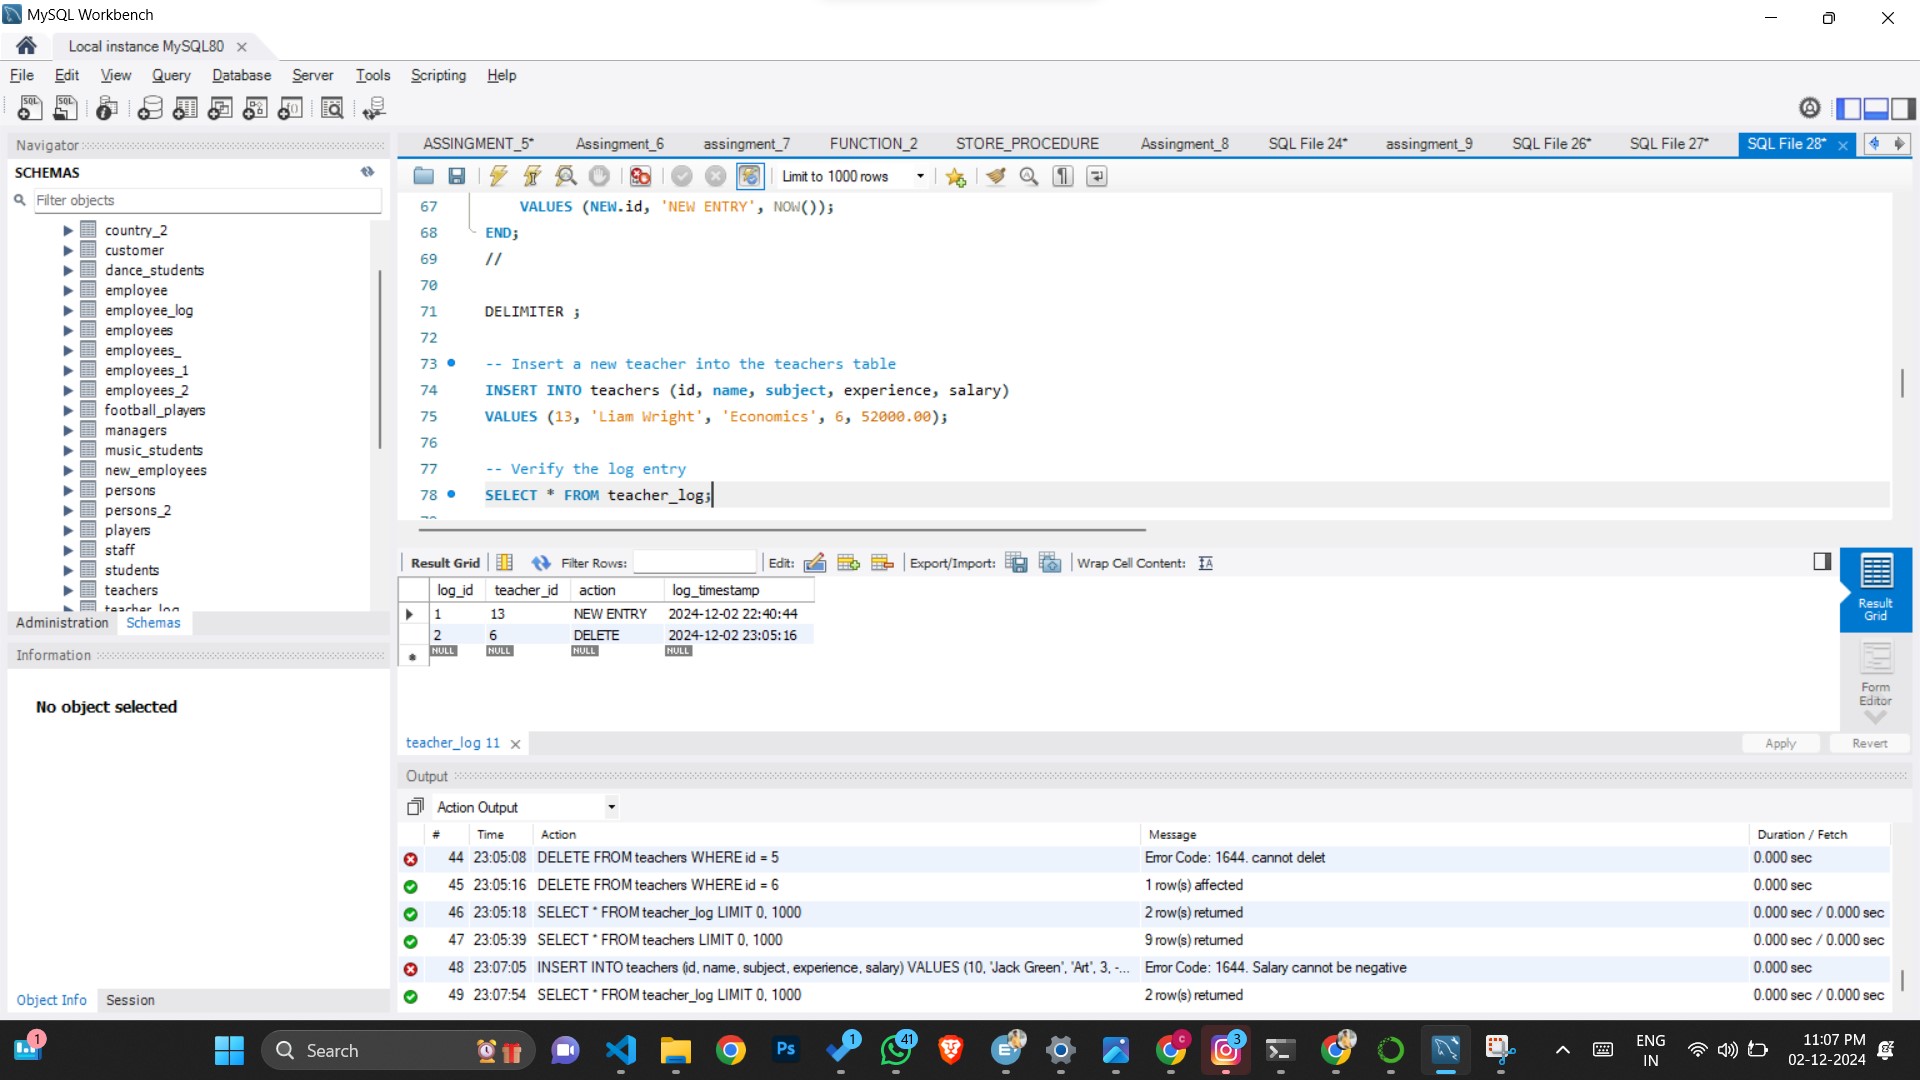 MySQL Workbench
Local instance MySQL80
File Edit View Query Database Server Tools Scripting Help
Navigator
SCHEMAS
Filter objects
country_2
customer
dance_students
employee
employee_log
employees
employees_
employees_1
employees_2
football_players
managers
music_students
new_employees
persons
persons_2
players
staff
students
teachers
teacher_log
Administration Schemas
Information
No object selected
Object Info Session
ASSINGMENT_5* Assingment_6 assingment_7 FUNCTION_2 STORE_PROCEDURE Assingment_8 SQL File 24* assingment_9 SQL File 26* SQL File 27* SQL File 28*
Limit to 1000 rows
67 VALUES (NEW.id, 'NEW ENTRY', NOW());
68 END;
69 //
70
71 DELIMITER ;
72
73 -- Insert a new teacher into the teachers table
74 INSERT INTO teachers (id, name, subject, experience, salary)
75 VALUES (13, 'Liam Wright', 'Economics', 6, 52000.00);
76
77 -- Verify the log entry
78 SELECT * FROM teacher_log;
Result Grid Filter Rows: Edit: Export/Import: Wrap Cell Content:
log_id teacher_id action log_timestamp
1 13 NEW ENTRY 2024-12-02 22:40:44
2 6 DELETE 2024-12-02 23:05:16
NULL NULL NULL NULL
Result
Grid
Form
Editor
teacher_log 11
Apply Revert
Output
Action Output
# Time Action Message Duration / Fetch
44 23:05:08 DELETE FROM teachers WHERE id = 5 Error Code: 1644. cannot delet 0.000 sec
45 23:05:16 DELETE FROM teachers WHERE id = 6 1 row(s) affected 0.000 sec
46 23:05:18 SELECT * FROM teacher_log LIMIT 0, 1000 2 row(s) returned 0.000 sec / 0.000 sec
47 23:05:39 SELECT * FROM teachers LIMIT 0, 1000 9 row(s) returned 0.000 sec / 0.000 sec
48 23:07:05 INSERT INTO teachers (id, name, subject, experience, salary) VALUES (10, 'Jack Green', 'Art', 3, -... Error Code: 1644. Salary cannot be negative 0.000 sec
49 23:07:54 SELECT * FROM teacher_log LIMIT 0, 1000 2 row(s) returned 0.000 sec / 0.000 sec
1
Search
Ps
1
41
C
3
ENG
IN
11:07 PM
02-12-2024